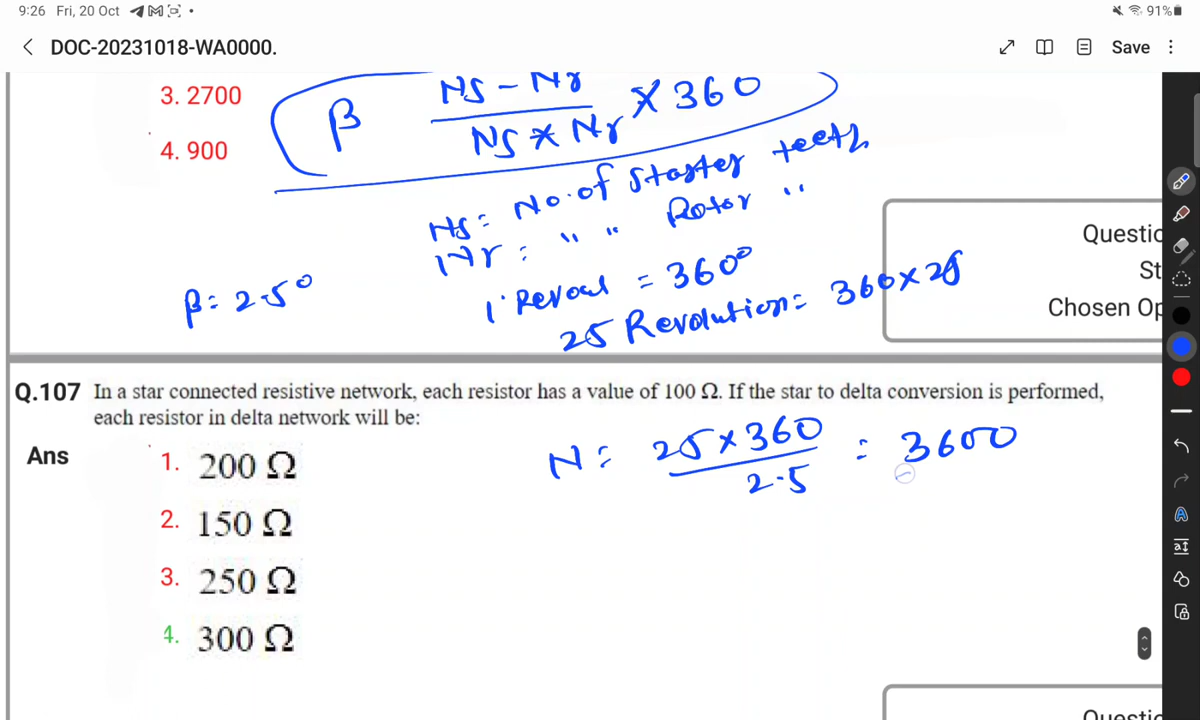 9:26 Fri, 20 Oct
91%
DOC-20231018-WA0000.
Save
3. 2700
4. 900
β Ns - Nr / Ns * Nr × 360
Ns = No. of Stater teeth
Nr = " " Rotor "
β = 2.5°
1 Revoul = 360°
25 Revolution = 360 × 25
Questic
St
Chosen Op
Q.107 In a star connected resistive network, each resistor has a value of 100 Ω. If the star to delta conversion is performed,
each resistor in delta network will be:
Ans
1. 200 Ω
2. 150 Ω
3. 250 Ω
4. 300 Ω
N = 25 × 360 / 2.5 = 3600
Questic